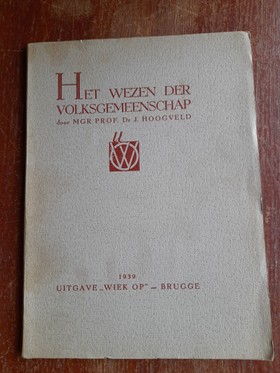 HET WEZEN DER
VOLKSGEMEENSCHAP
door MGR PROF. Dr J. HOOGVELD
W
1939
UITGAVE „WIEK OP" - BRUGGE